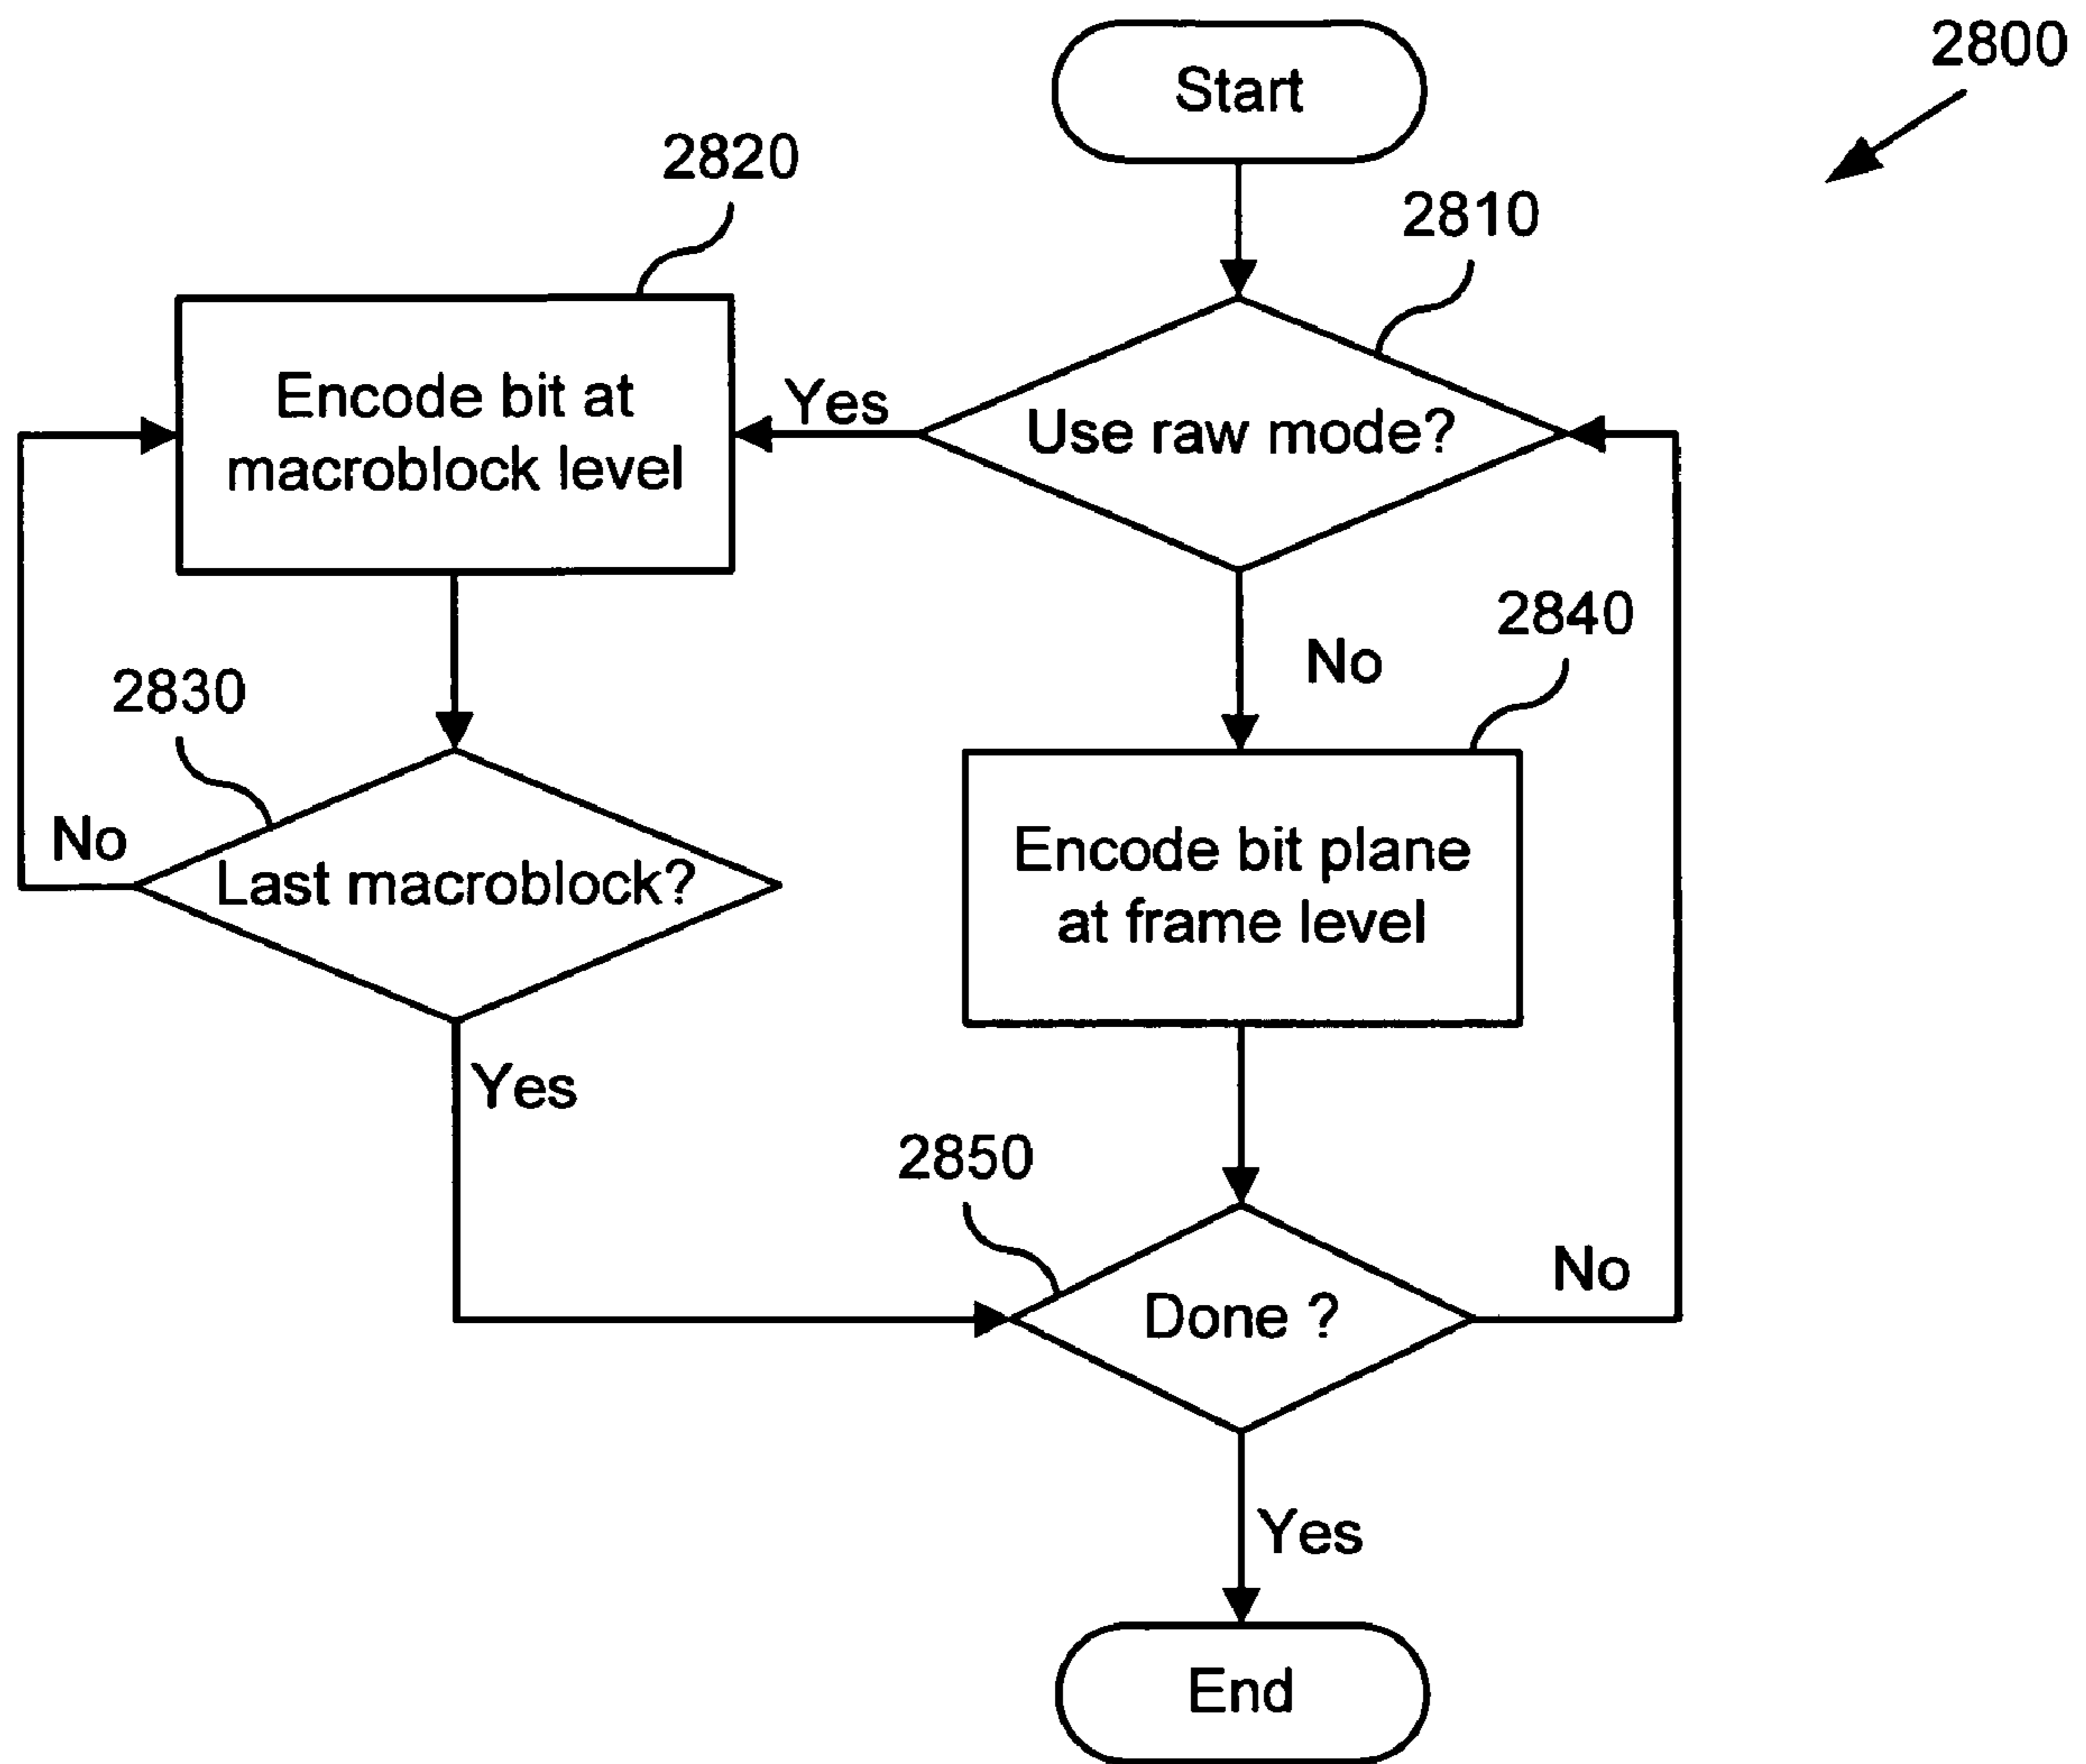 2800
Start
2820
2810
Encode bit at
macroblock level
Yes
Use raw mode?
2840
No
2830
No
Last macroblock?
Encode bit plane
at frame level
Yes
2850
No
Done ?
Yes
End